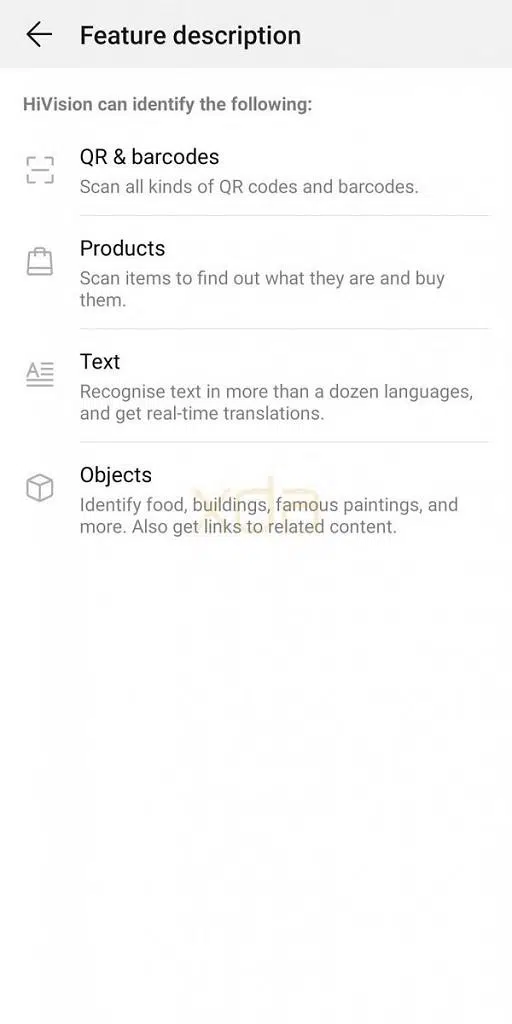 Feature description
HiVision can identify the following:
QR & barcodes
Scan all kinds of QR codes and barcodes.
Products
Scan items to find out what they are and buy
them.
Text
Recognise text in more than a dozen languages,
and get real-time translations.
Objects
Identify food, buildings, famous paintings, and
more. Also get links to related content.
xda